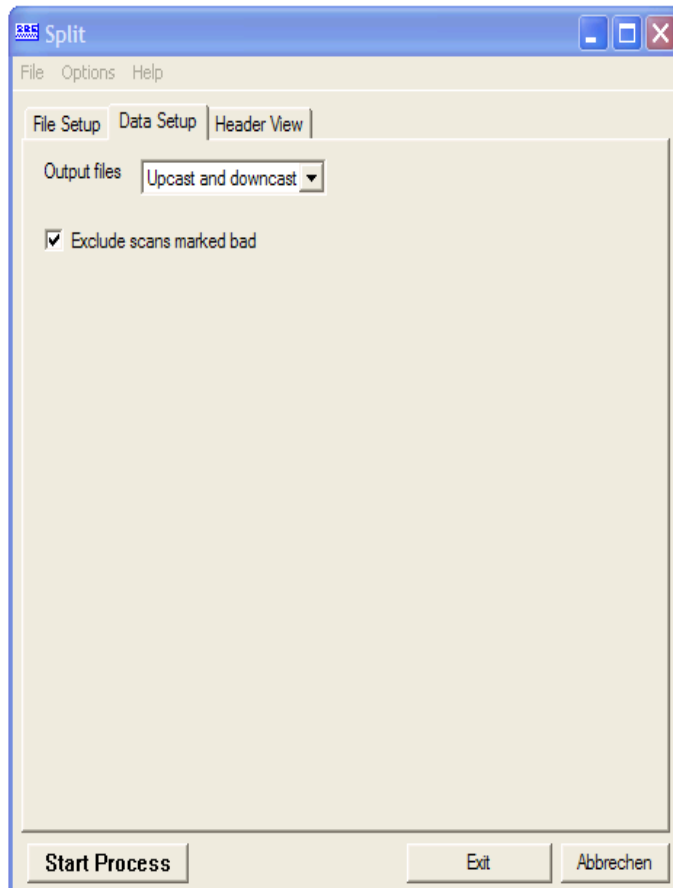 Split
File Options Help
File Setup Data Setup Header View
Output files Upcast and downcast
Exclude scans marked bad
Start Process Exit Abbrechen